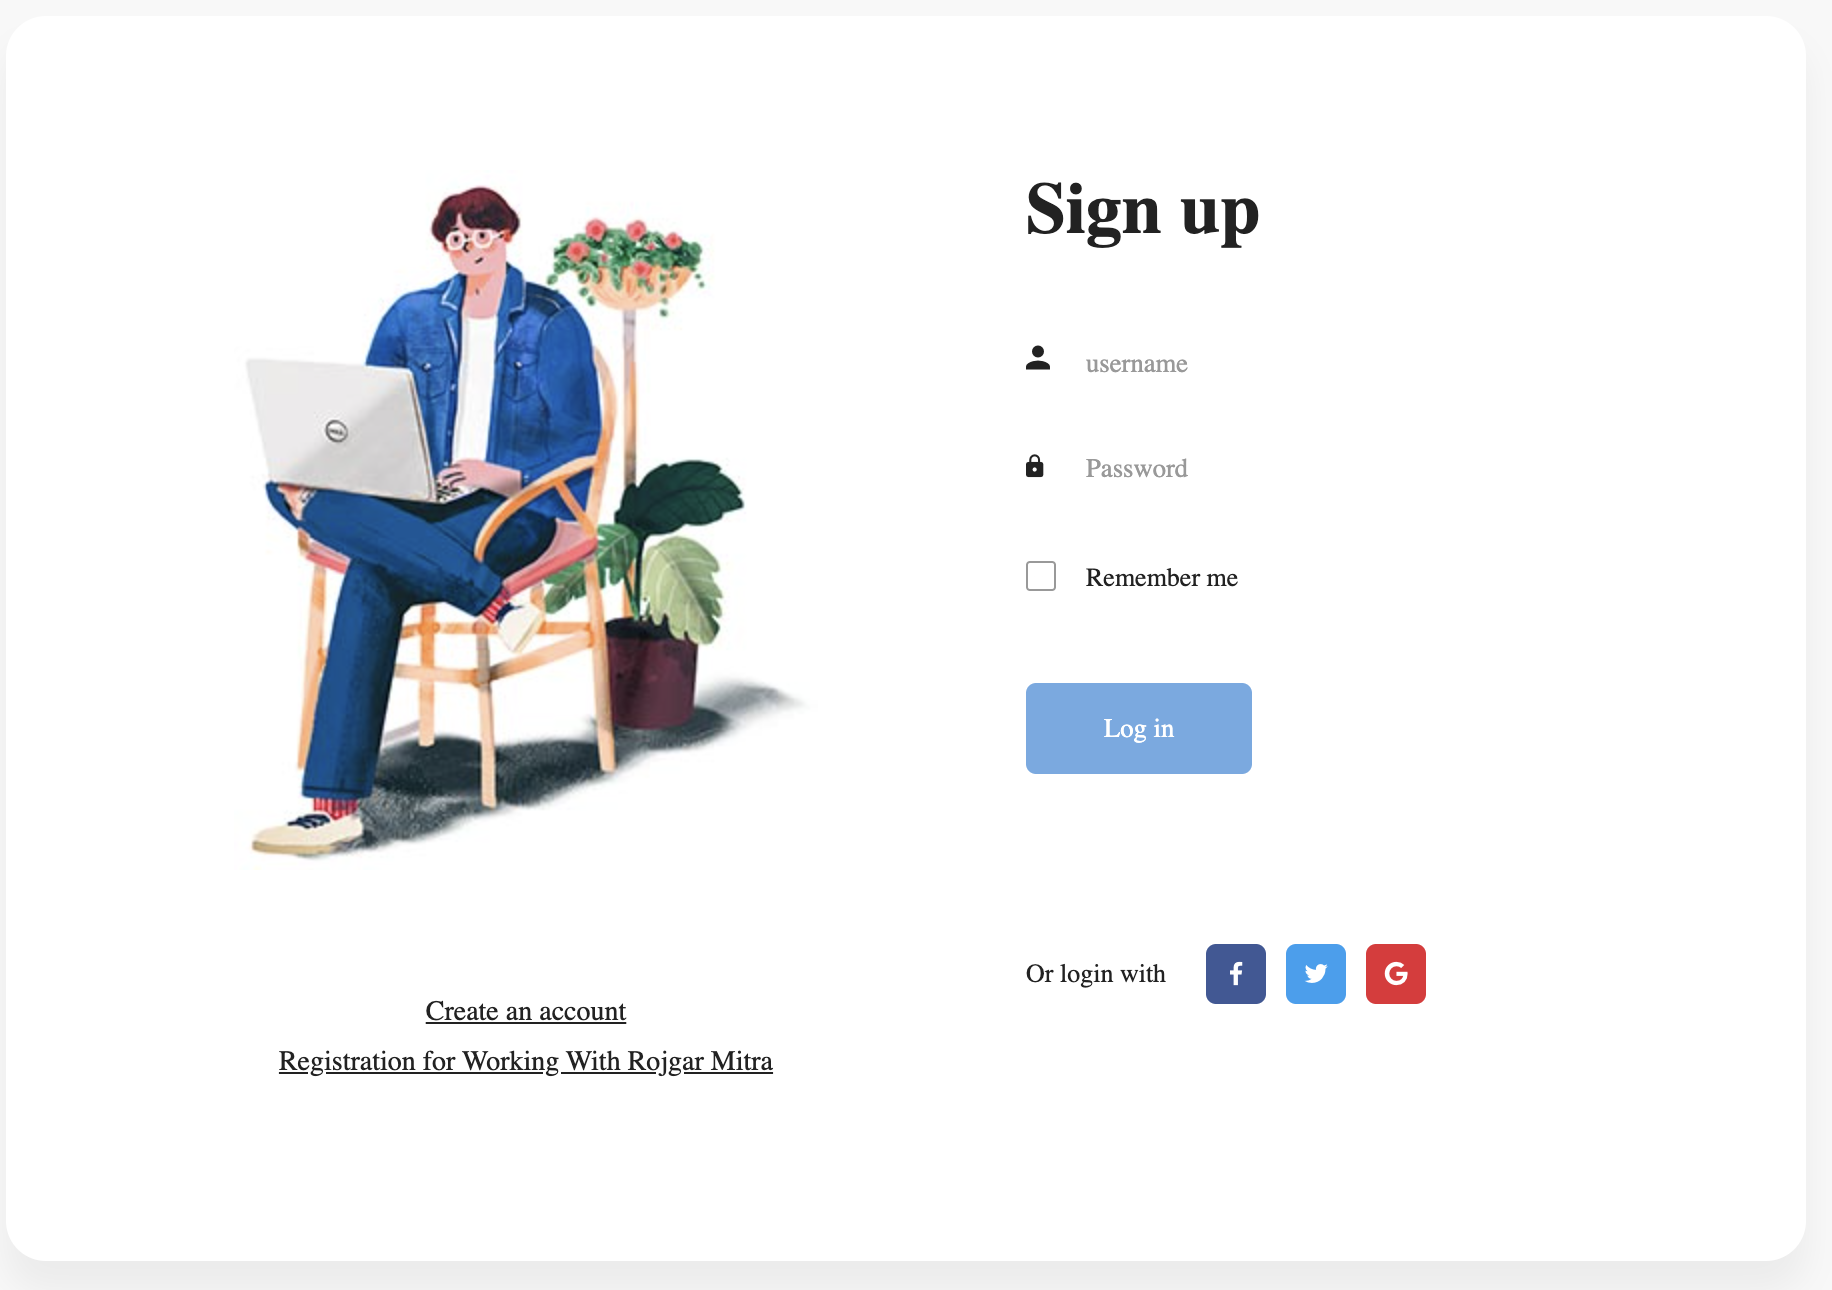 Sign up
username
Password
Remember me
Log in
Or login with
Create an account
Registration for Working With Rojgar Mitra